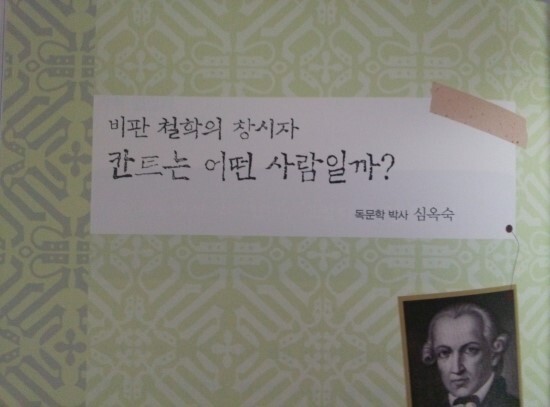 비판 철학의 창시자
칸트는 어떤 사람일까?
독문학 박사 심옥숙